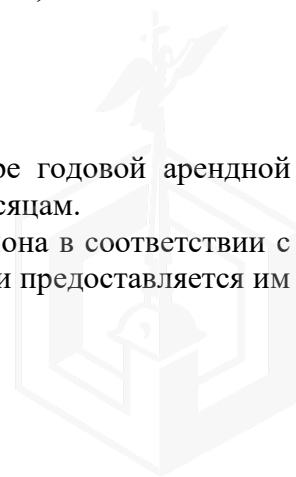 ре годовой арендной
сяцам.
она в соответствии с
и предоставляется им